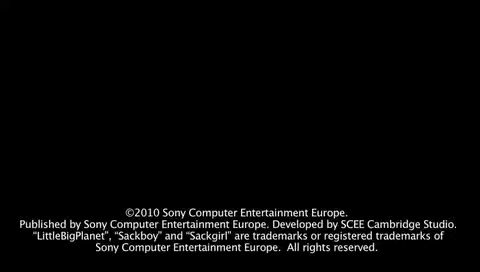 ©2010 Sony Computer Entertainment Europe.
Published by Sony Computer Entertainment Europe. Developed by SCEE Cambridge Studio.
“LittleBigPlanet”, “Sackboy” and “Sackgirl” are trademarks or registered trademarks of
Sony Computer Entertainment Europe.  All rights reserved.